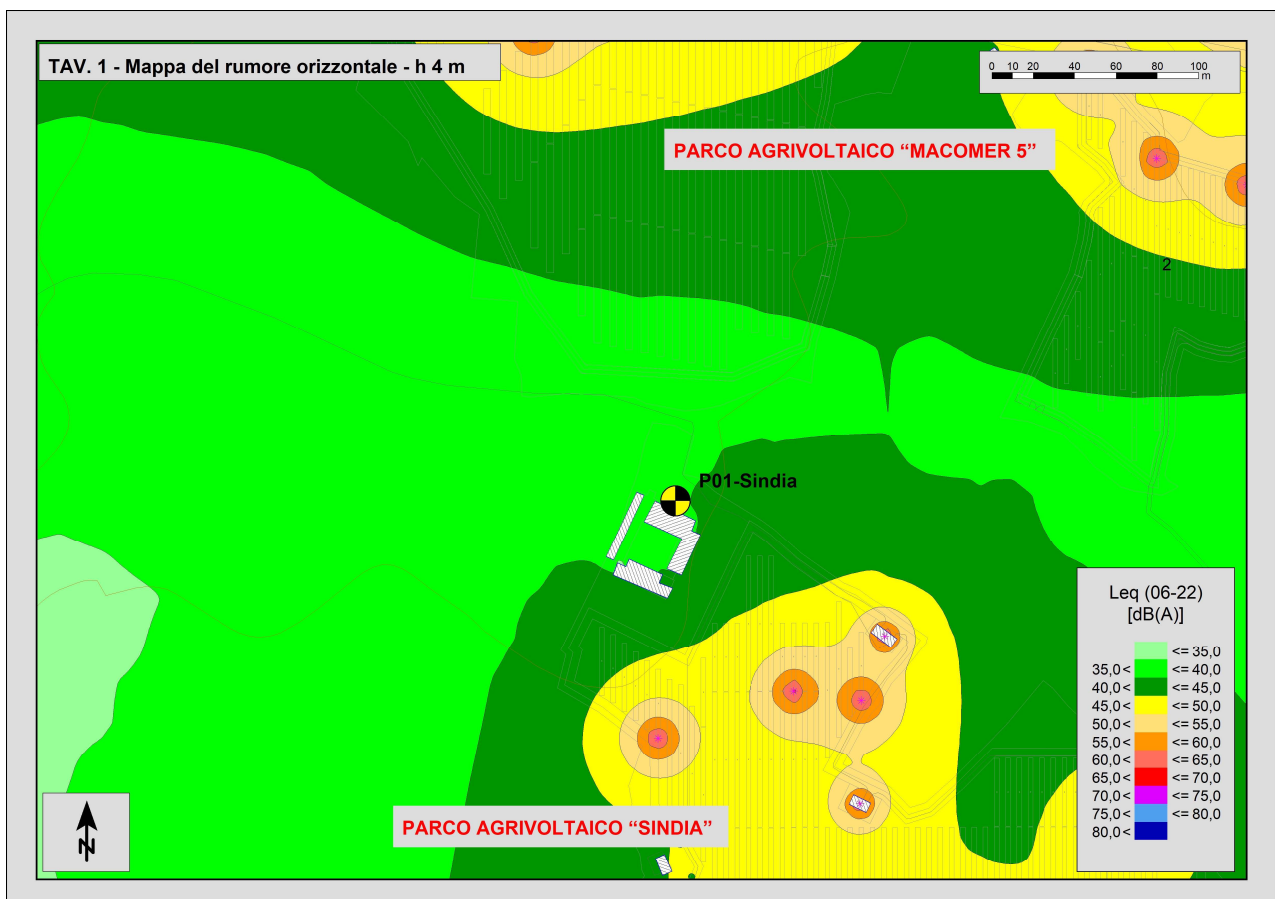 TAV. 1 - Mappa del rumore orizzontale - h 4 m
0 10 20 40 60 80 100
m
PARCO AGRIVOLTAICO “MACOMER 5”
2
P01-Sindia
PARCO AGRIVOLTAICO “SINDIA”
N
Leq (06-22)
[dB(A)]
<= 35,0
35,0 < <= 40,0
40,0 < <= 45,0
45,0 < <= 50,0
50,0 < <= 55,0
55,0 < <= 60,0
60,0 < <= 65,0
65,0 < <= 70,0
70,0 < <= 75,0
75,0 < <= 80,0
80,0 <